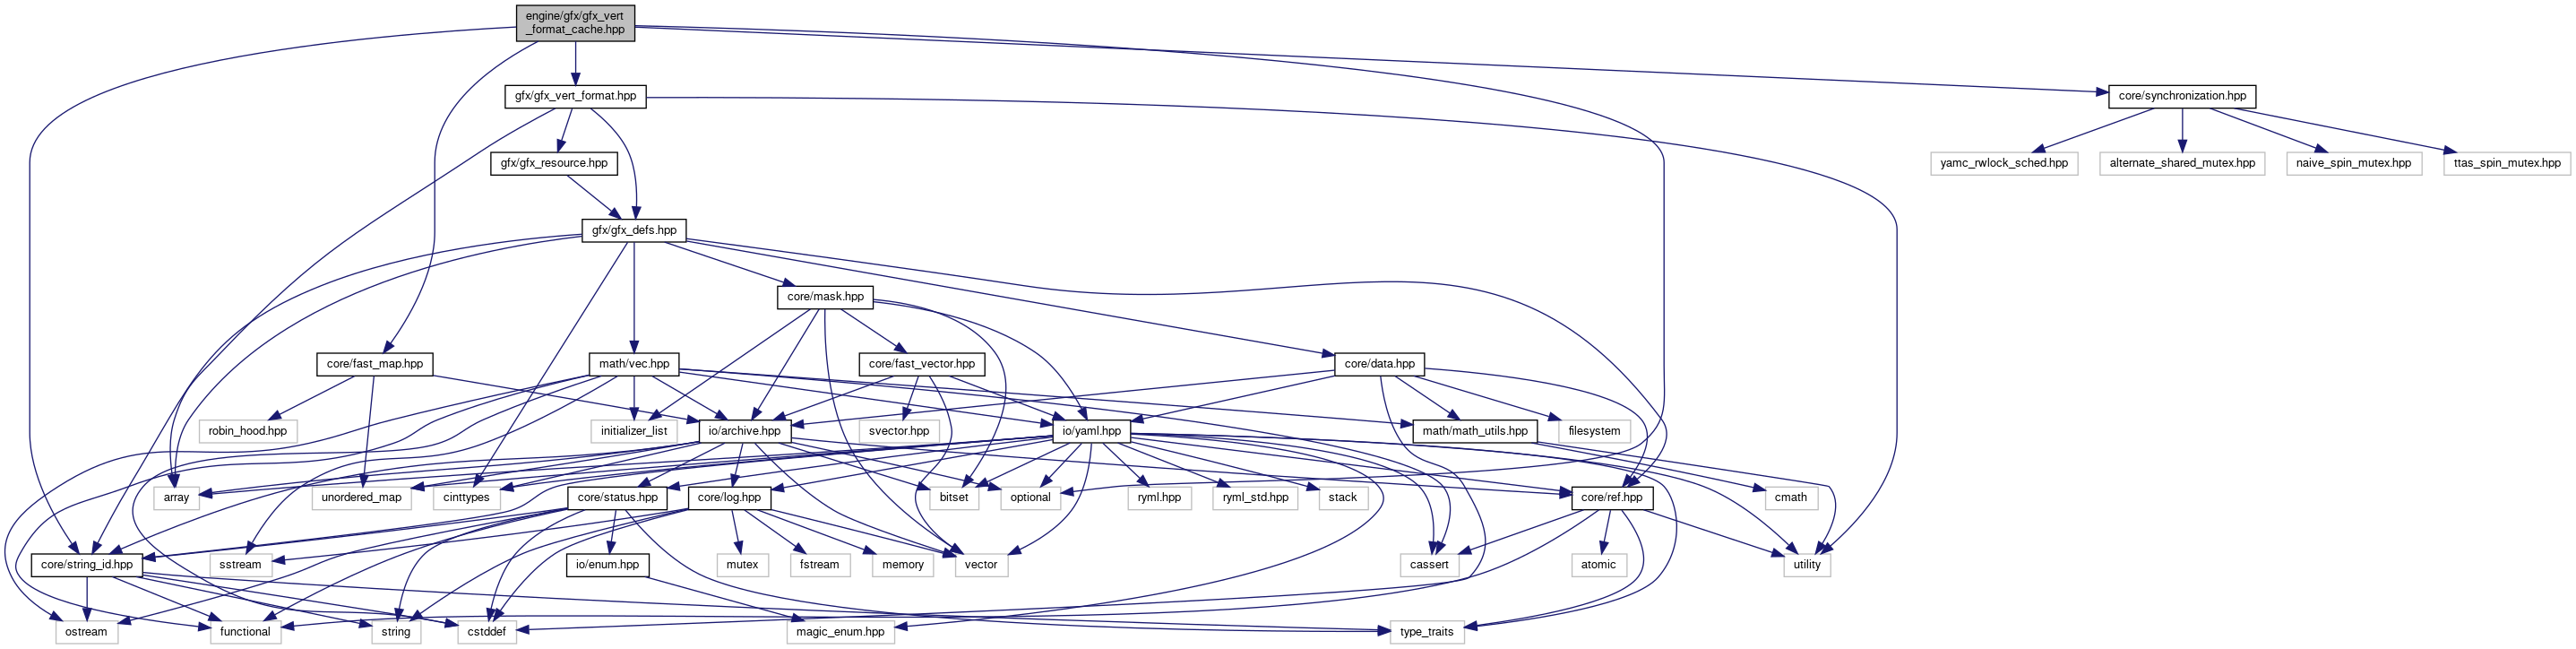 engine/gfx/gfx_vert
_format_cache.hpp
gfx/gfx_vert_format.hpp
core/synchronization.hpp
gfx/gfx_resource.hpp
yamc_rwlock_sched.hpp
alternate_shared_mutex.hpp
naive_spin_mutex.hpp
ttas_spin_mutex.hpp
gfx/gfx_defs.hpp
core/mask.hpp
core/fast_map.hpp
math/vec.hpp
core/fast_vector.hpp
core/data.hpp
robin_hood.hpp
initializer_list
io/archive.hpp
svector.hpp
io/yaml.hpp
math/math_utils.hpp
filesystem
array
unordered_map
cinttypes
core/status.hpp
core/log.hpp
bitset
optional
ryml.hpp
ryml_std.hpp
stack
core/ref.hpp
cmath
core/string_id.hpp
sstream
io/enum.hpp
mutex
fstream
memory
vector
cassert
atomic
utility
ostream
functional
string
cstddef
magic_enum.hpp
type_traits